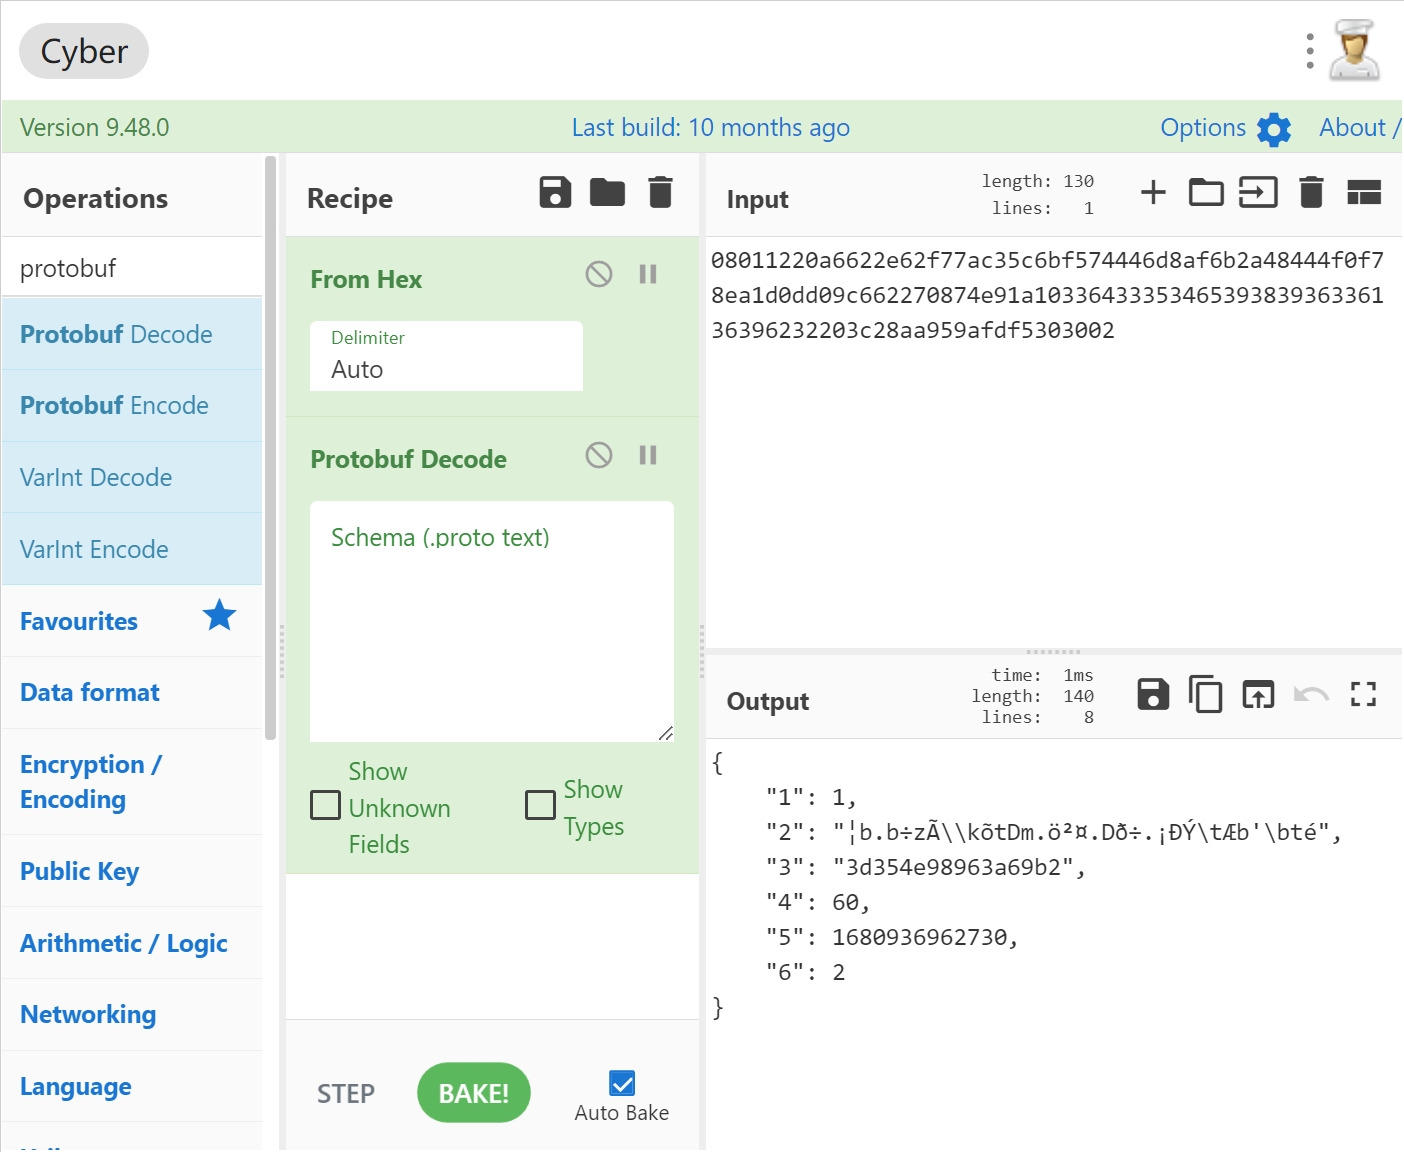 Cyber
Version 9.48.0
Last build: 10 months ago
Options
About /
Operations
protobuf
Protobuf Decode
Protobuf Encode
VarInt Decode
VarInt Encode
Favourites
Data format
Encryption /
Encoding
Public Key
Arithmetic / Logic
Networking
Language
Recipe
From Hex
Delimiter
Auto
Protobuf Decode
Schema (.proto text)
Show
Unknown
Fields
Show
Types
STEP
BAKE!
Auto Bake
Input
length: 130
lines: 1
08011220a6622e62f77ac35c6bf574446d8af6b2a48444f0f7
8ea1d0dd09c662270874e91a10336433353465393839363361
36396232203c28aa959afdf5303002
Output
time: 1ms
length: 140
lines: 8
{
"1": 1,
"2": "¦b.b÷zÃ\\kõtDm.ö²¤.Dð÷.¡ÐÝ\tÆb'\bté",
"3": "3d354e98963a69b2",
"4": 60,
"5": 1680936962730,
"6": 2
}